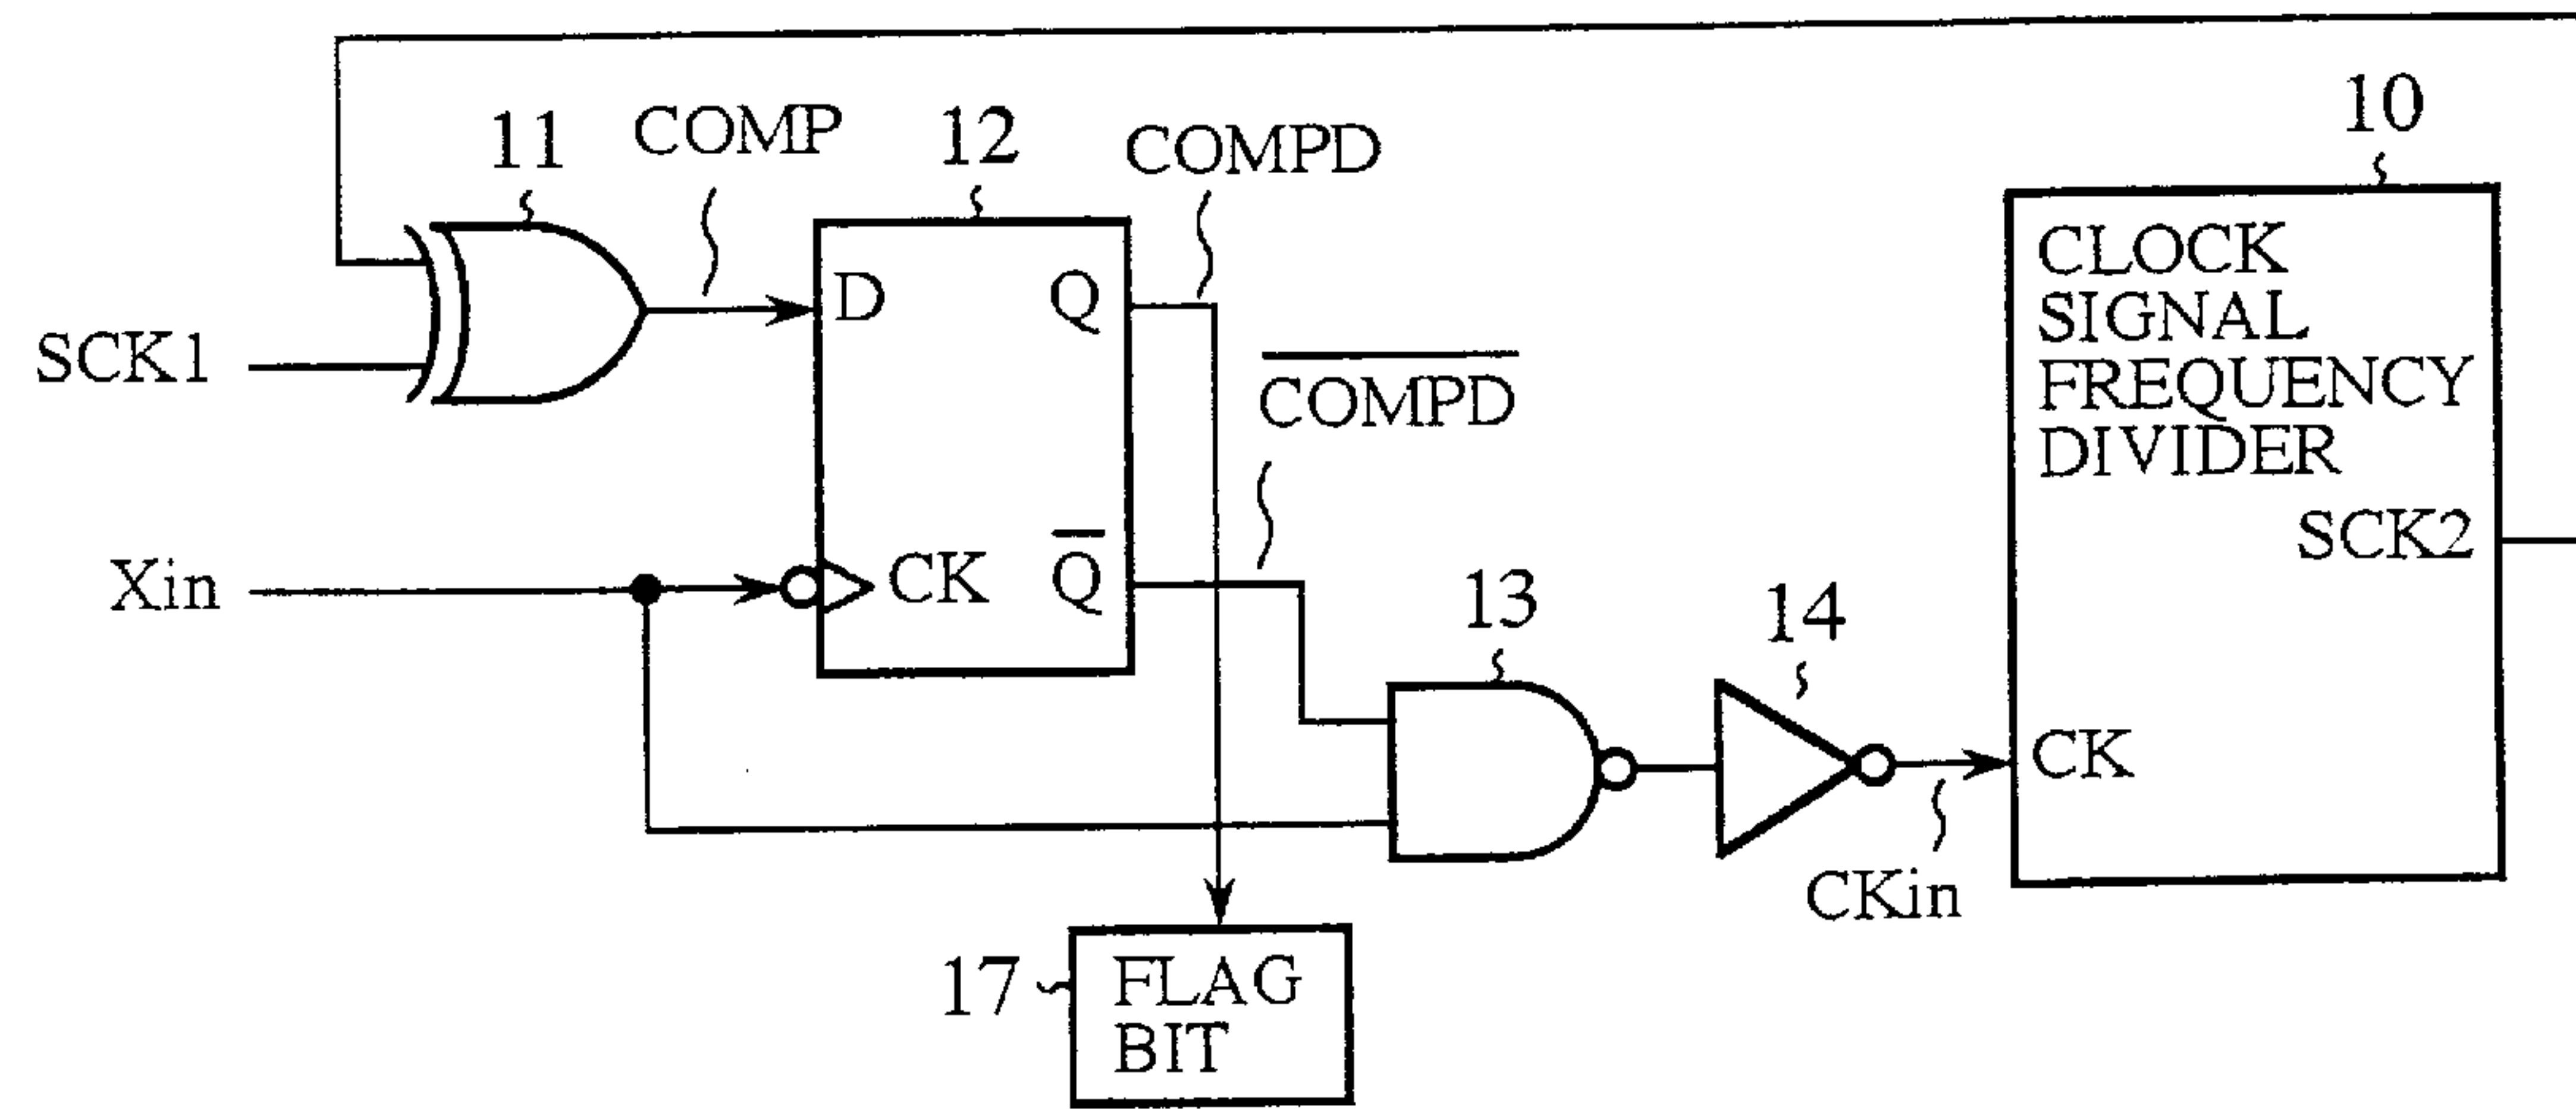 10
11
COMP
12
COMPD
CLOCK
SIGNAL
FREQUENCY
DIVIDER
D
Q
SCK1
C̅O̅M̅P̅D̅
SCK2
Xin
CK
Q̅
13
14
CK
CKin
17
FLAG
BIT